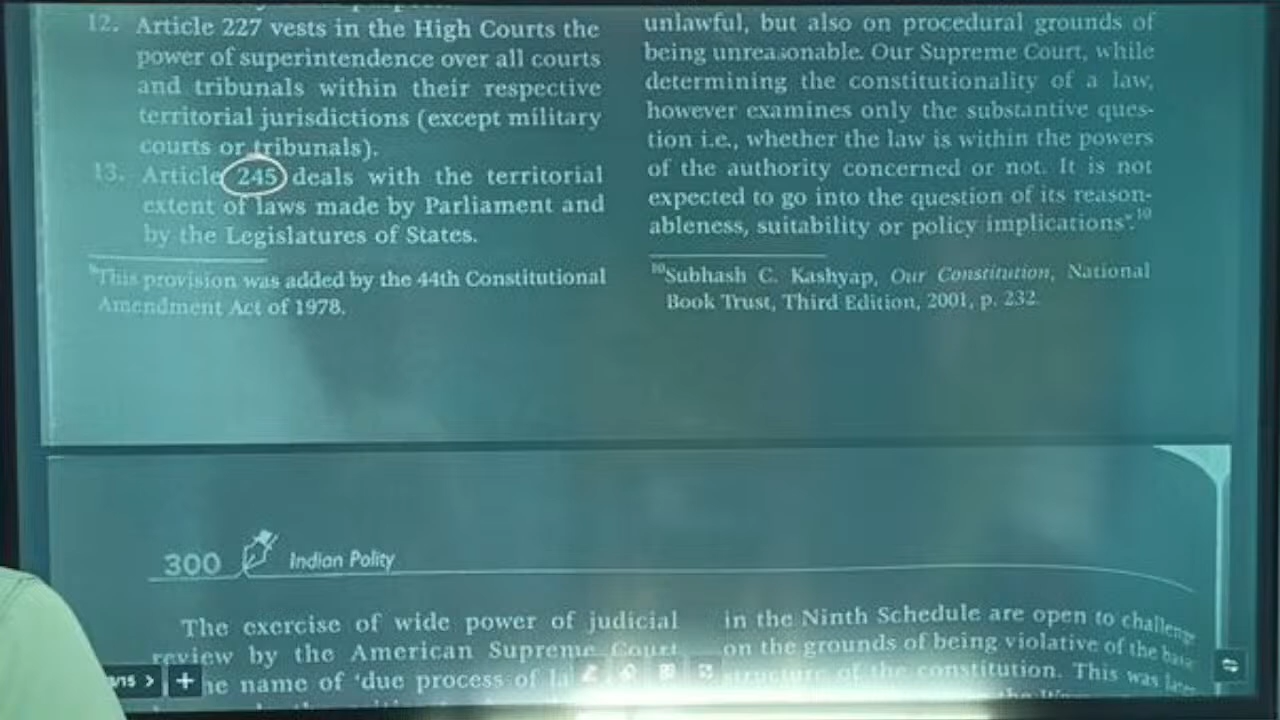 12. Article 227 vests in the High Courts the
power of superintendence over all courts
and tribunals within their respective
territorial jurisdictions (except military
courts or tribunals).
13. Article 245 deals with the territorial
extent of laws made by Parliament and
by the Legislatures of States.
This provision was added by the 44th Constitutional
Amendment Act of 1978.
unlawful, but also on procedural grounds of
being unreasonable. Our Supreme Court, while
determining the constitutionality of a law,
however examines only the substantive ques-
tion i.e., whether the law is within the powers
of the authority concerned or not. It is not
expected to go into the question of its reason-
ableness, suitability or policy implications".10
10Subhash C. Kashyap, Our Constitution, National
Book Trust, Third Edition, 2001, p. 232.
300 Indian Polity
The exercise of wide power of judicial
review by the American Supreme Court
name of 'due process of
in the Ninth Schedule are open to challenge
on the grounds of being violative of the basic
structure of the constitution. This was later